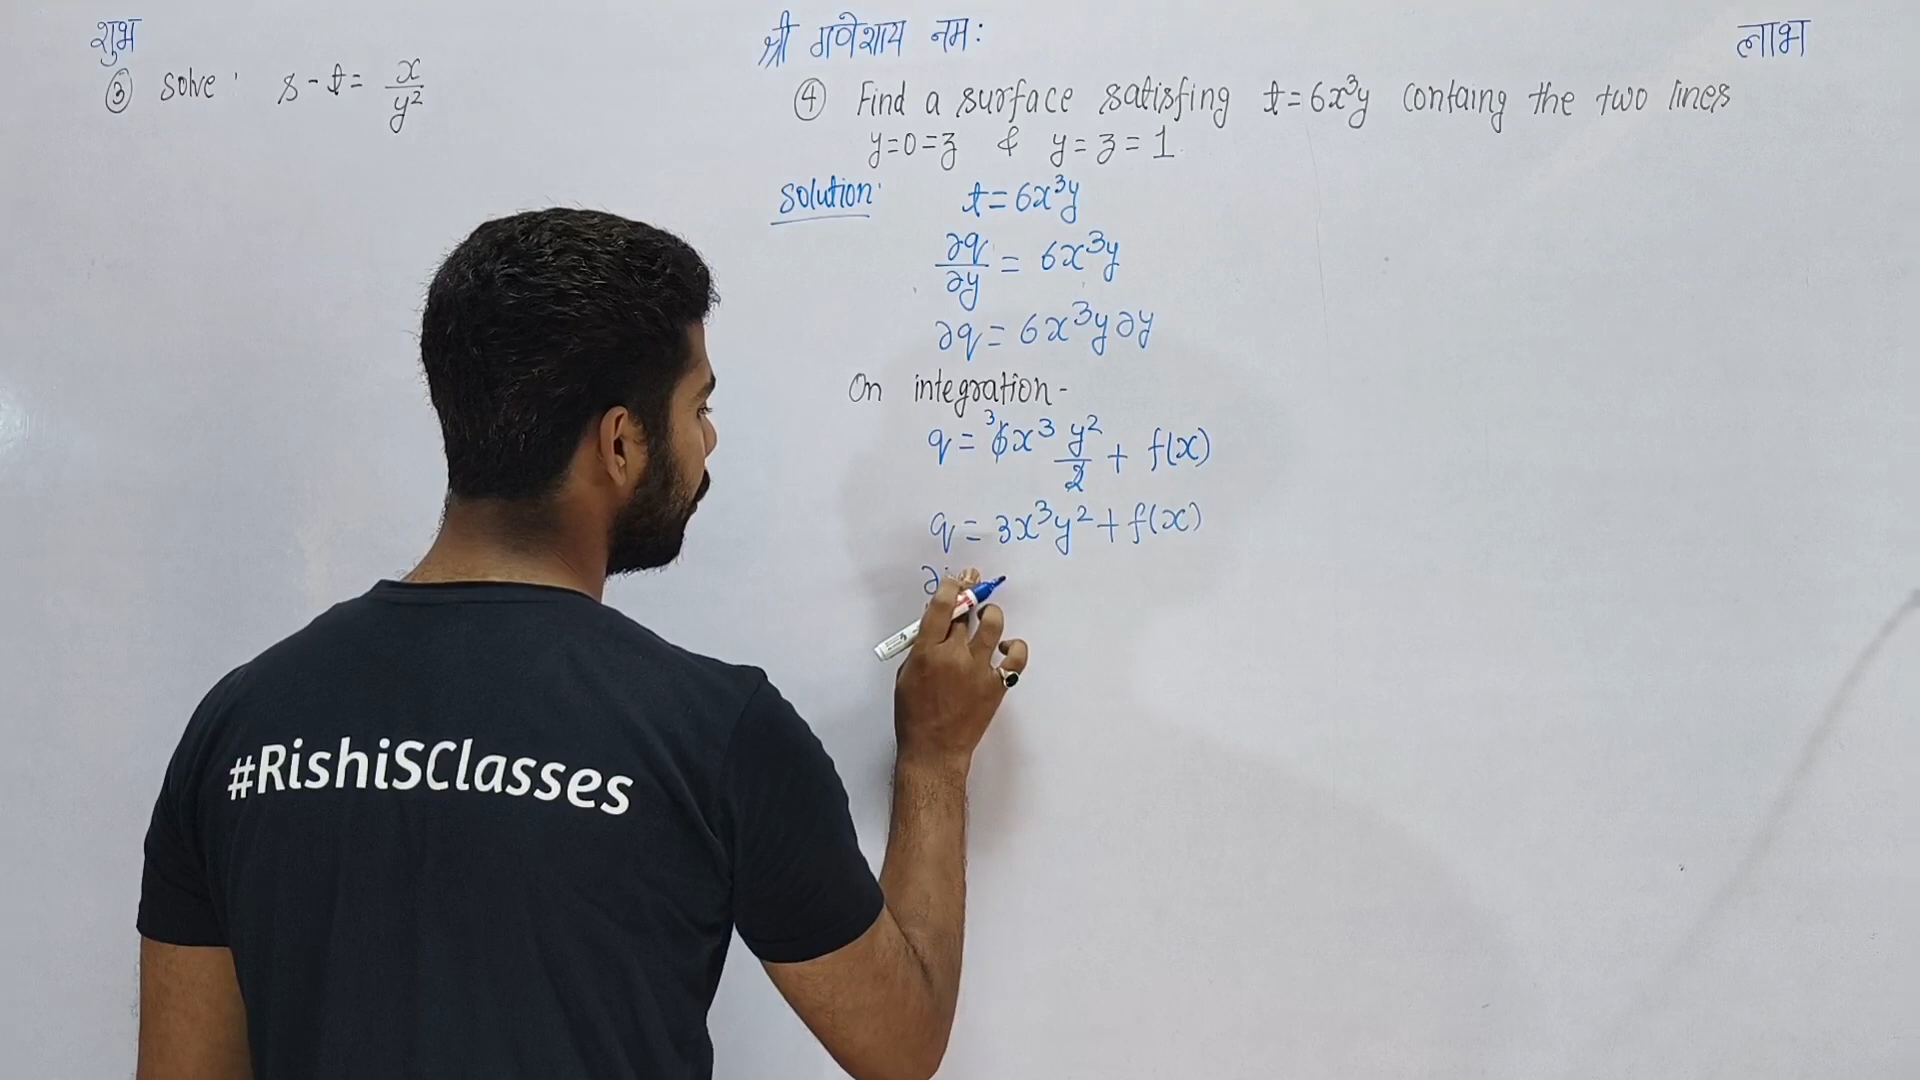 शुभ
श्री गणेशाय नमः
लाभ
③ Solve: s - t = x/y²
④ Find a surface satisfing t = 6x³y containg the two lines
y = 0 = z & y = z = 1.
Solution:
t = 6x³y
∂q/∂y = 6x³y
∂q = 6x³y∂y
On integration -
q = ³6x³ y²/2 + f(x)
q = 3x³y² + f(x)
∂
#RishiSClasses